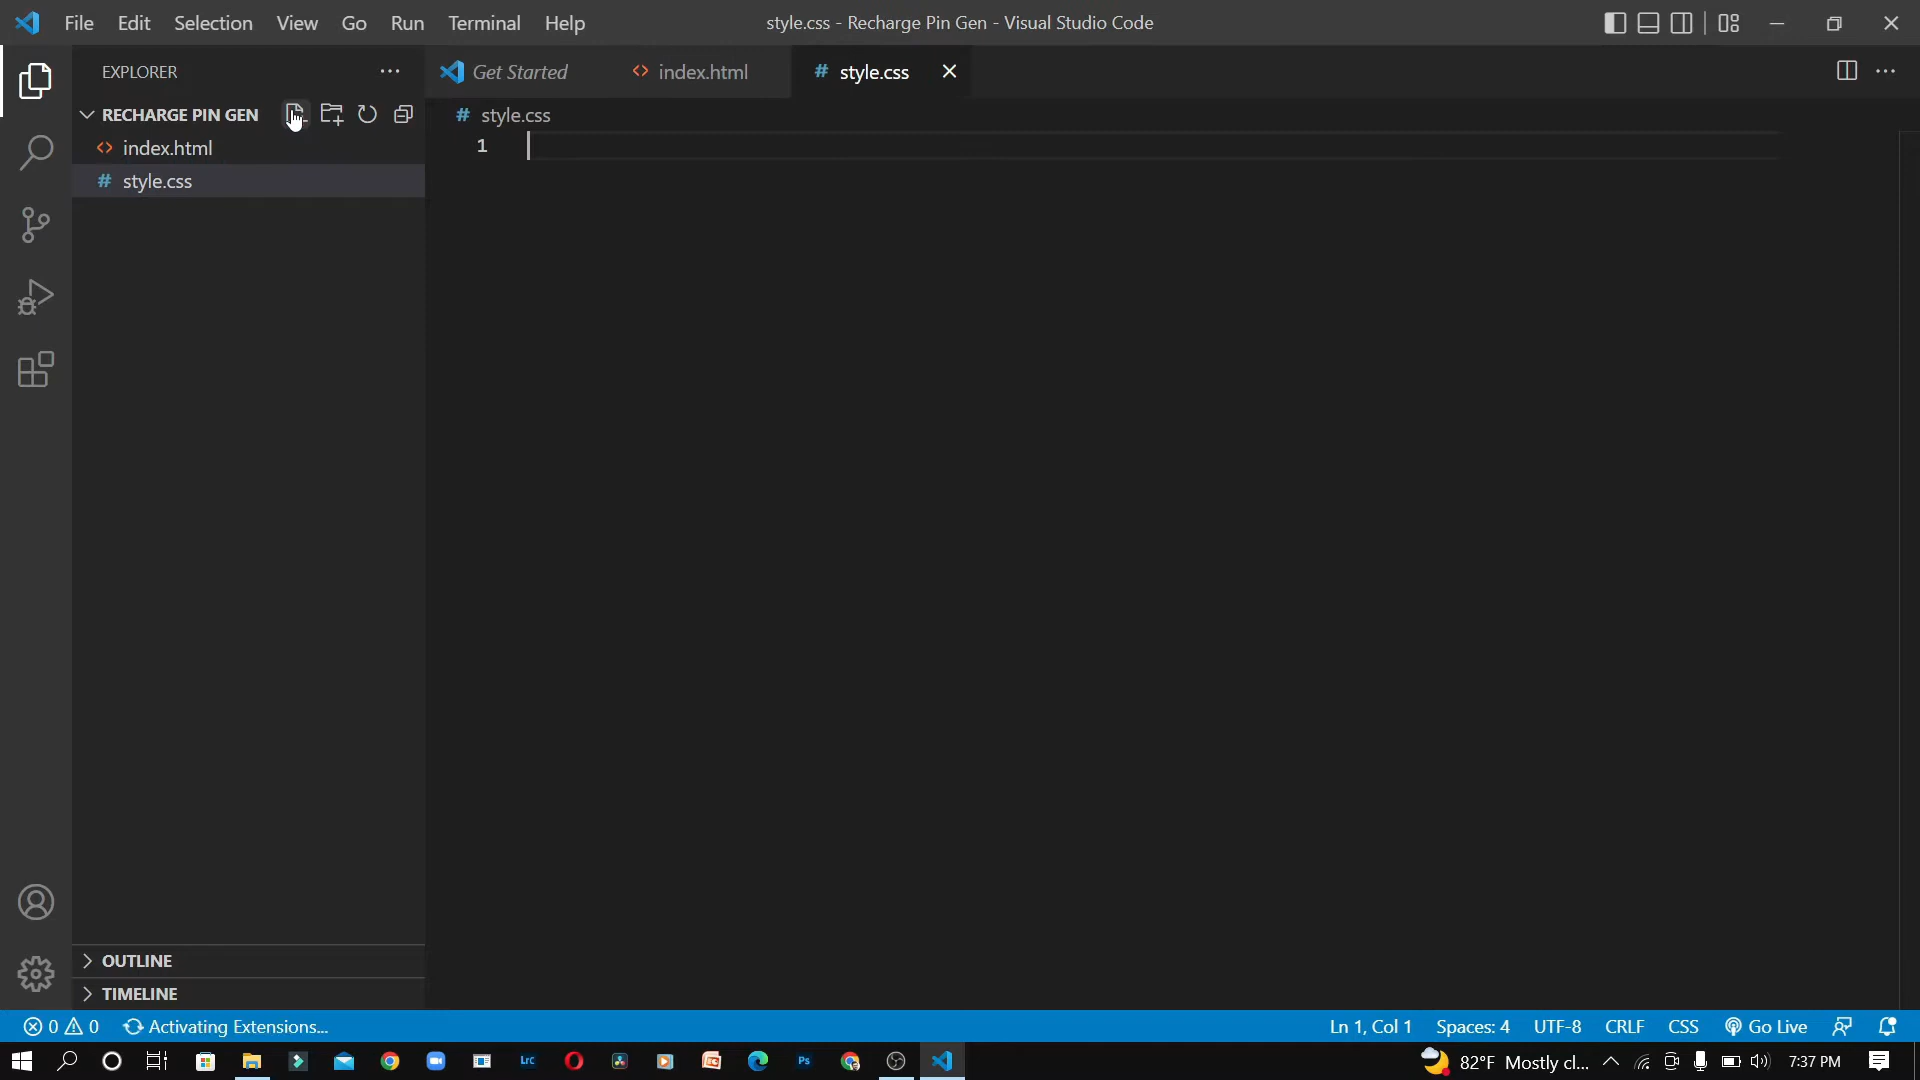 File Edit Selection View Go Run Terminal Help
style.css - Recharge Pin Gen - Visual Studio Code
EXPLORER
Get Started
index.html
# style.css
RECHARGE PIN GEN
# style.css
index.html
# style.css
1
OUTLINE
TIMELINE
0 0 Activating Extensions...
Ln 1, Col 1 Spaces: 4 UTF-8 CRLF CSS Go Live
Lrc
Ps
82°F Mostly cl... 7:37 PM